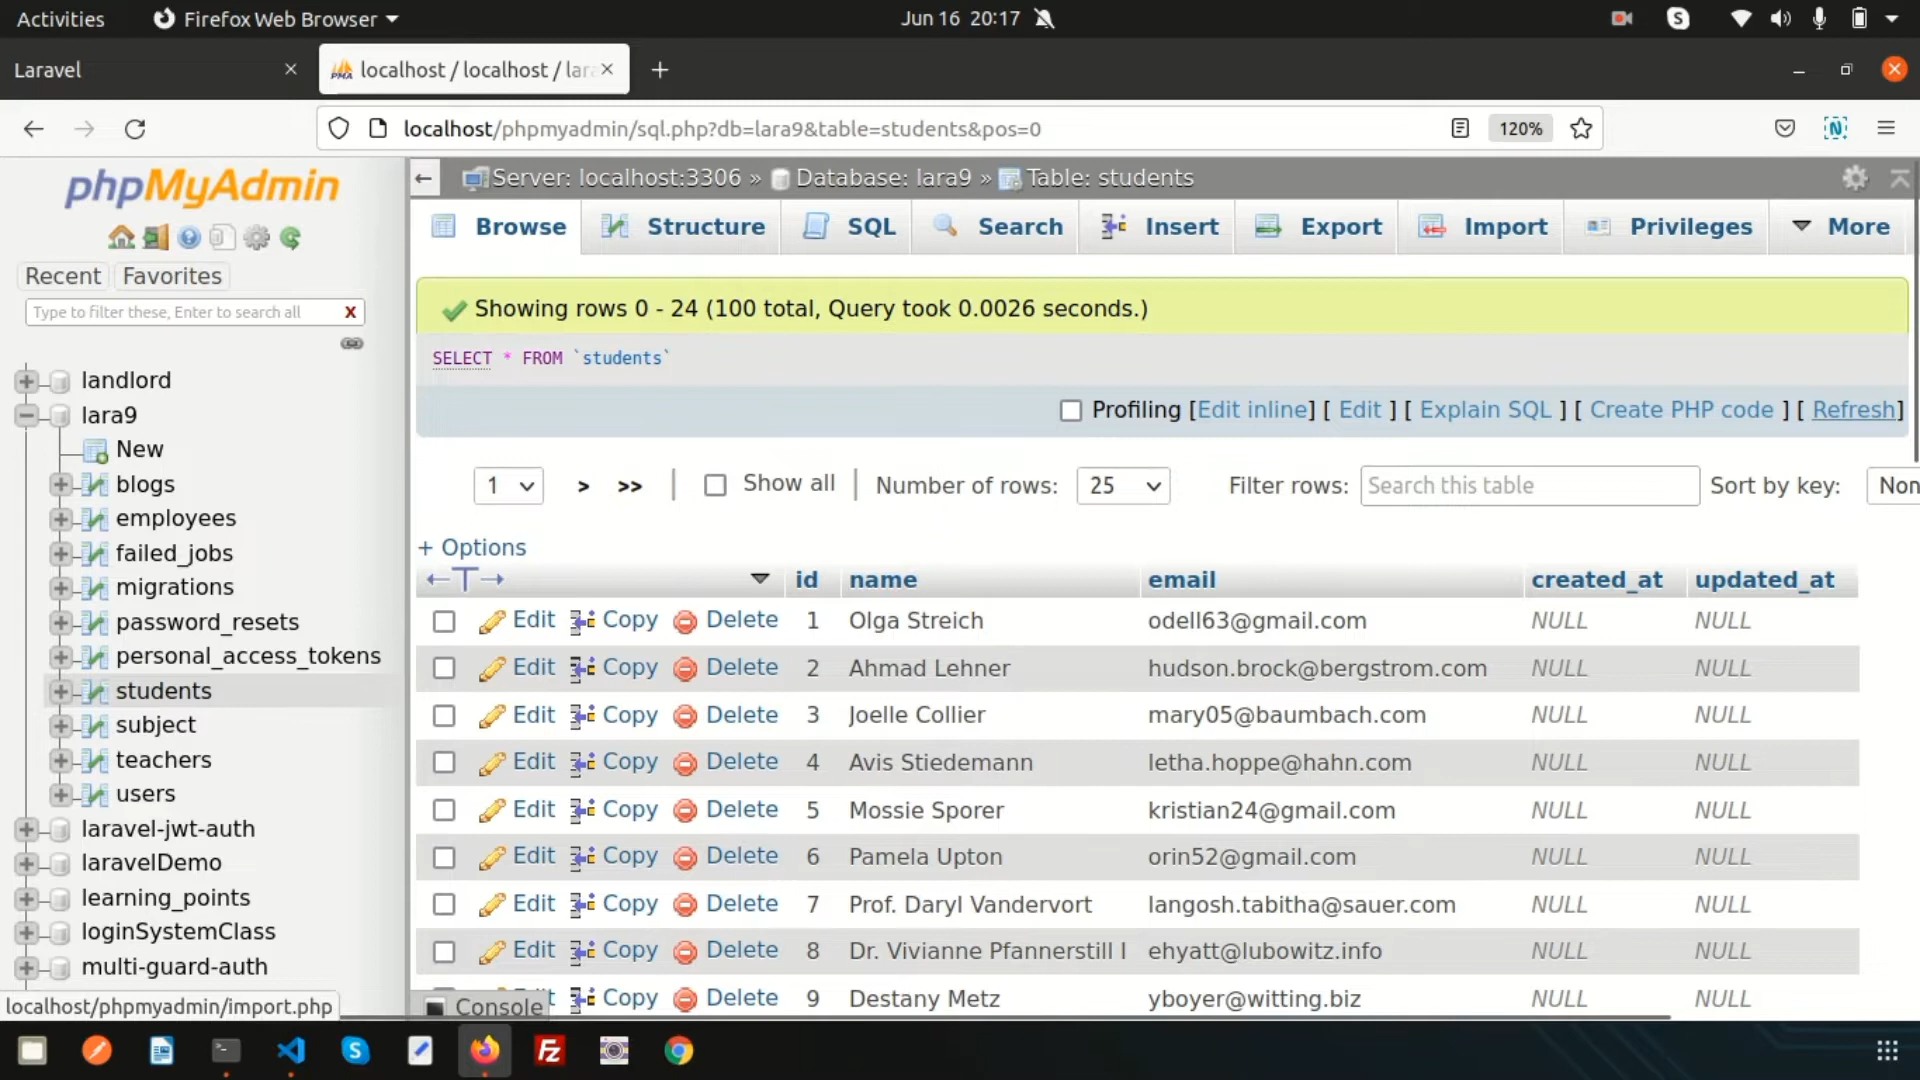 Activities Firefox Web Browser Jun 16 20:17
Laravel localhost / localhost / lara
localhost/phpmyadmin/sql.php?db=lara9&table=students&pos=0 120%
phpMyAdmin
Recent Favorites
Type to filter these, Enter to search all X
landlord
lara9
New
blogs
employees
failed_jobs
migrations
password_resets
personal_access_tokens
students
subject
teachers
users
laravel-jwt-auth
laravelDemo
learning_points
loginSystemClass
multi-guard-auth
localhost/phpmyadmin/import.php
Server: localhost:3306 » Database: lara9 » Table: students
Browse Structure SQL Search Insert Export Import Privileges More
Showing rows 0 - 24 (100 total, Query took 0.0026 seconds.)
SELECT * FROM `students`
Profiling [Edit inline] [ Edit ] [ Explain SQL ] [ Create PHP code ] [ Refresh]
1 > >> | Show all | Number of rows: 25 Filter rows: Search this table Sort by key: Non
+ Options
←T→ id name email created_at updated_at
Edit Copy Delete 1 Olga Streich odell63@gmail.com NULL NULL
Edit Copy Delete 2 Ahmad Lehner hudson.brock@bergstrom.com NULL NULL
Edit Copy Delete 3 Joelle Collier mary05@baumbach.com NULL NULL
Edit Copy Delete 4 Avis Stiedemann letha.hoppe@hahn.com NULL NULL
Edit Copy Delete 5 Mossie Sporer kristian24@gmail.com NULL NULL
Edit Copy Delete 6 Pamela Upton orin52@gmail.com NULL NULL
Edit Copy Delete 7 Prof. Daryl Vandervort langosh.tabitha@sauer.com NULL NULL
Edit Copy Delete 8 Dr. Vivianne Pfannerstill I ehyatt@lubowitz.info NULL NULL
Copy Delete 9 Destany Metz yboyer@witting.biz NULL NULL
Console